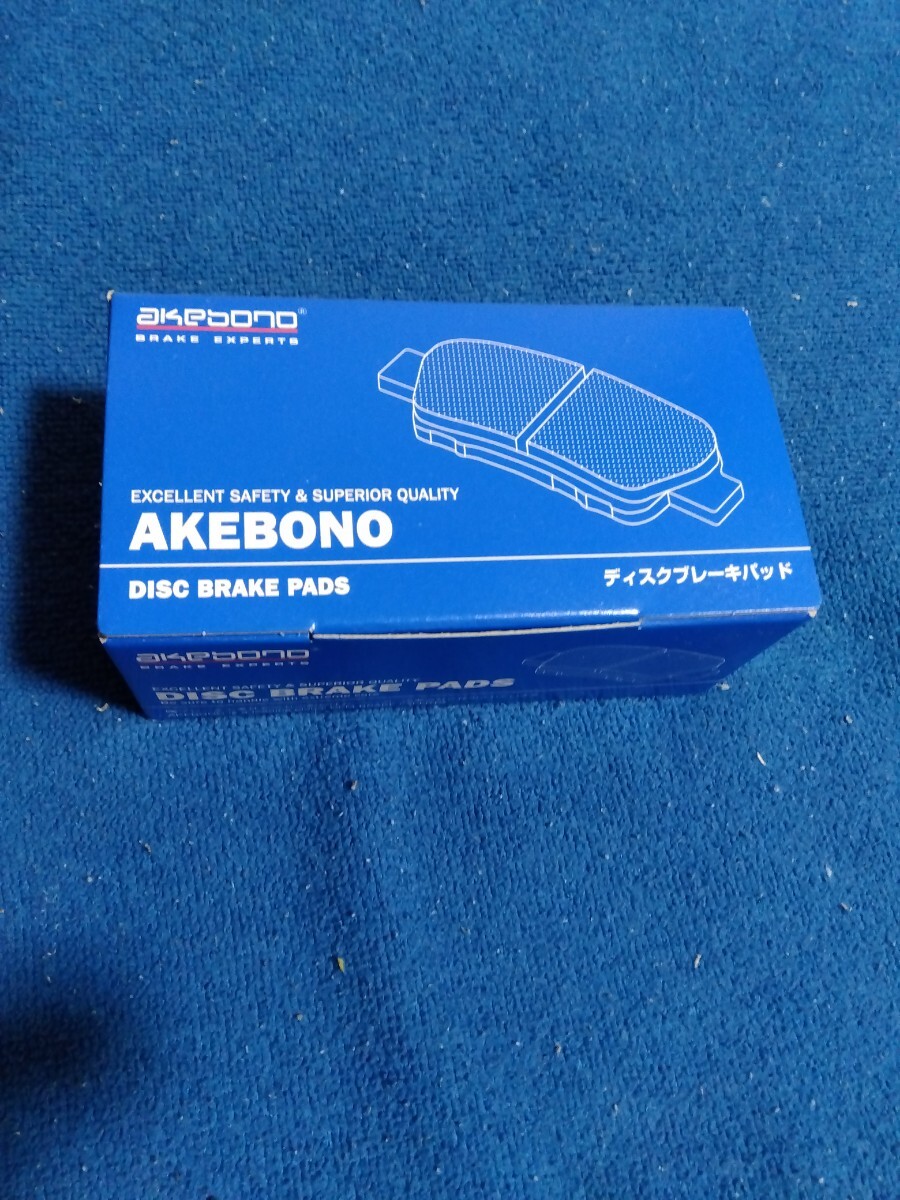 akebono®
BRAKE EXPERTS
EXCELLENT SAFETY & SUPERIOR QUALITY
AKEBONO
DISC BRAKE PADS
ディスクブレーキパッド
akebono
BRAKE EXPERTS
EXCELLENT SAFETY & SUPERIOR QUALITY
DISC BRAKE PADS